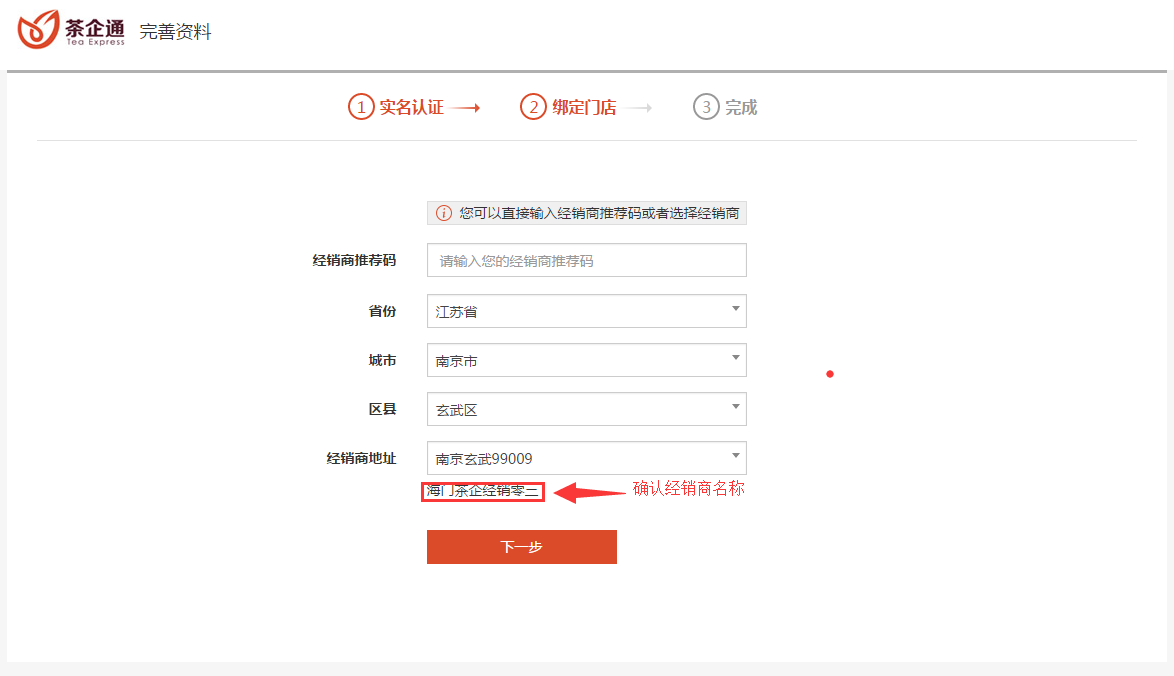 茶企通
Tea Express
完善资料
1 实名认证
2 绑定门店
3 完成
您可以直接输入经销商推荐码或者选择经销商
经销商推荐码 请输入您的经销商推荐码
省份 江苏省
城市 南京市
区县 玄武区
经销商地址 南京玄武99009
海门茶企经销零三 确认经销商名称
下一步